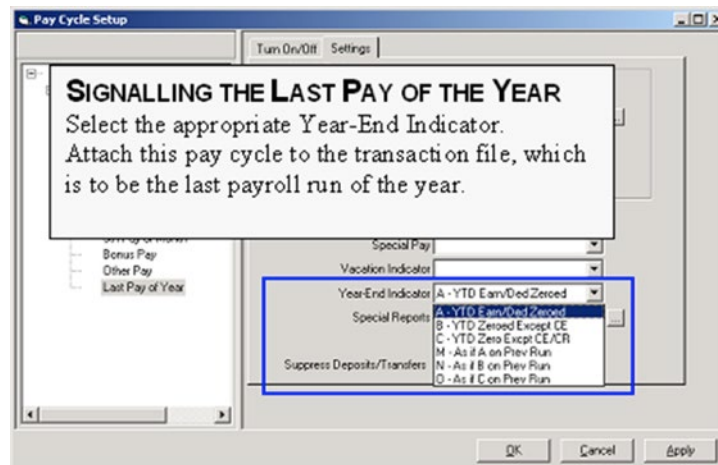 Pay Cycle Setup
Turn On/Off Settings
SIGNALLING THE LAST PAY OF THE YEAR
Select the appropriate Year-End Indicator.
Attach this pay cycle to the transaction file, which
is to be the last payroll run of the year.
Bonus Pay
Other Pay
Last Pay of Year
Special Pay
Vacation Indicator
Year-End Indicator A - YTD Earn/Ded Zeroed
Special Reports
A - YTD Earn/Ded Zeroed
B - YTD Zeroed Except CE
C - YTD Zero Excpt CE/CR
M - As if A on Prev Run
N - As if B on Prev Run
O - As if C on Prev Run
Suppress Deposits/Transfers
OK Cancel Apply